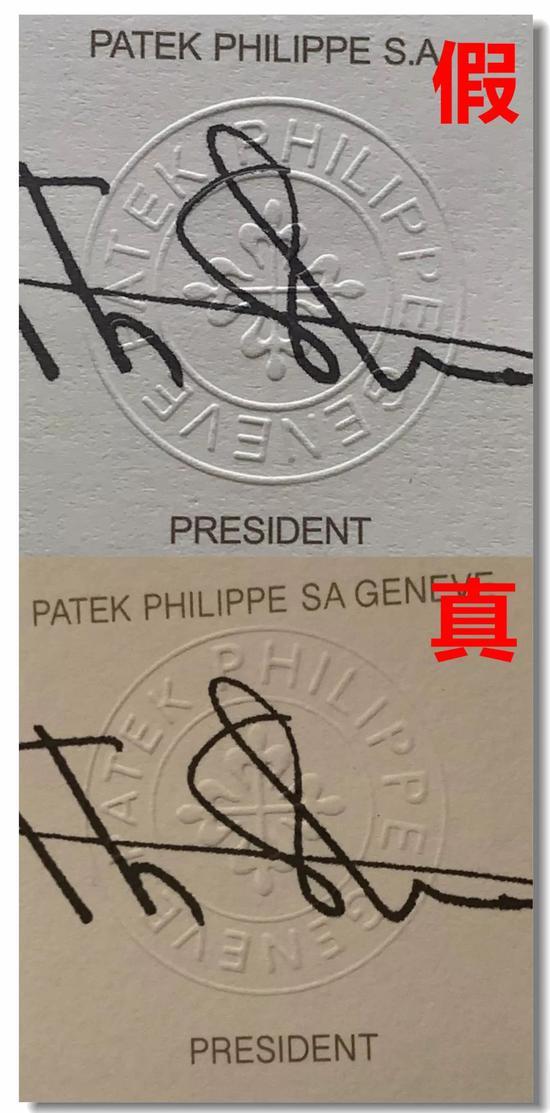 PATEK PHILIPPE S.A
假
PATEK PHILIPPE
GENEVE
PRESIDENT
PATEK PHILIPPE SA GENEVE
真
PATEK PHILIPPE
GENEVE
PRESIDENT